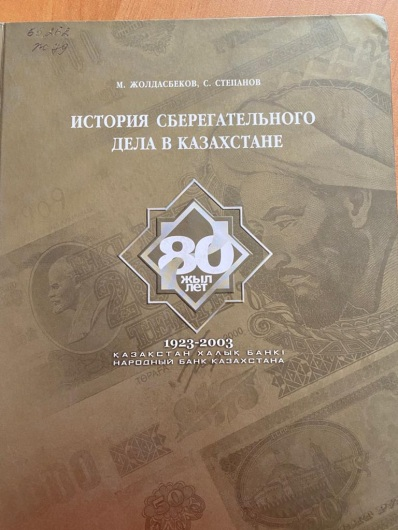 М. ЖОЛДАСБЕКОВ, С. СТЕПАНОВ
ИСТОРИЯ СБЕРЕГАТЕЛЬНОГО
ДЕЛА В КАЗАХСТАНЕ
80
ЖЫЛ
ЛЕТ
1923-2003
ҚАЗАҚСТАН ХАЛЫҚ БАНКІ
НАРОДНЫЙ БАНК КАЗАХСТАНА